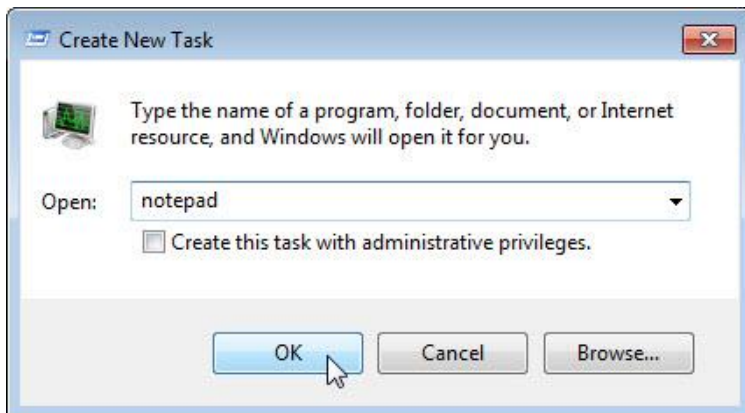 Create New Task
Type the name of a program, folder, document, or Internet
resource, and Windows will open it for you.
Open: notepad
Create this task with administrative privileges.
OK Cancel Browse...